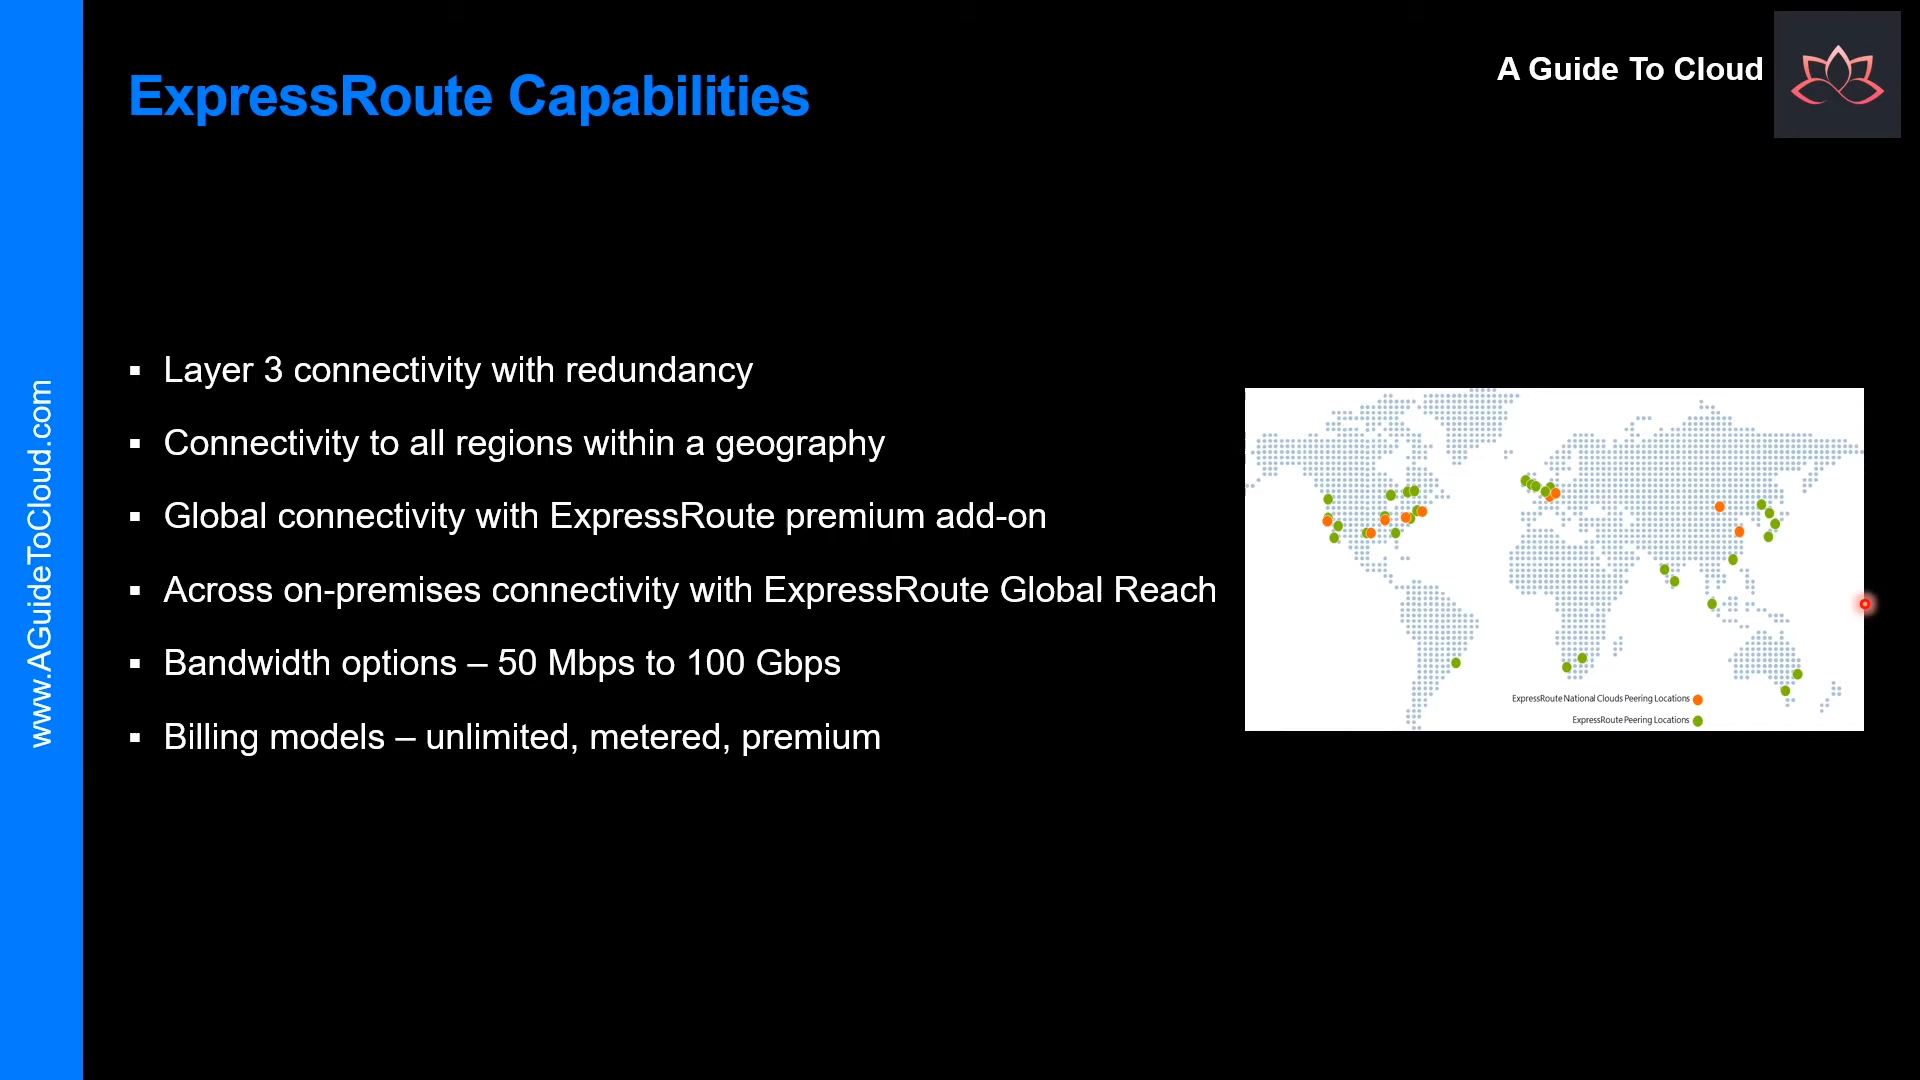 ExpressRoute Capabilities
A Guide To Cloud
▪ Layer 3 connectivity with redundancy
▪ Connectivity to all regions within a geography
▪ Global connectivity with ExpressRoute premium add-on
▪ Across on-premises connectivity with ExpressRoute Global Reach
▪ Bandwidth options – 50 Mbps to 100 Gbps
▪ Billing models – unlimited, metered, premium
ExpressRoute National Clouds Peering Locations
ExpressRoute Peering Locations
www.AGuideToCloud.com